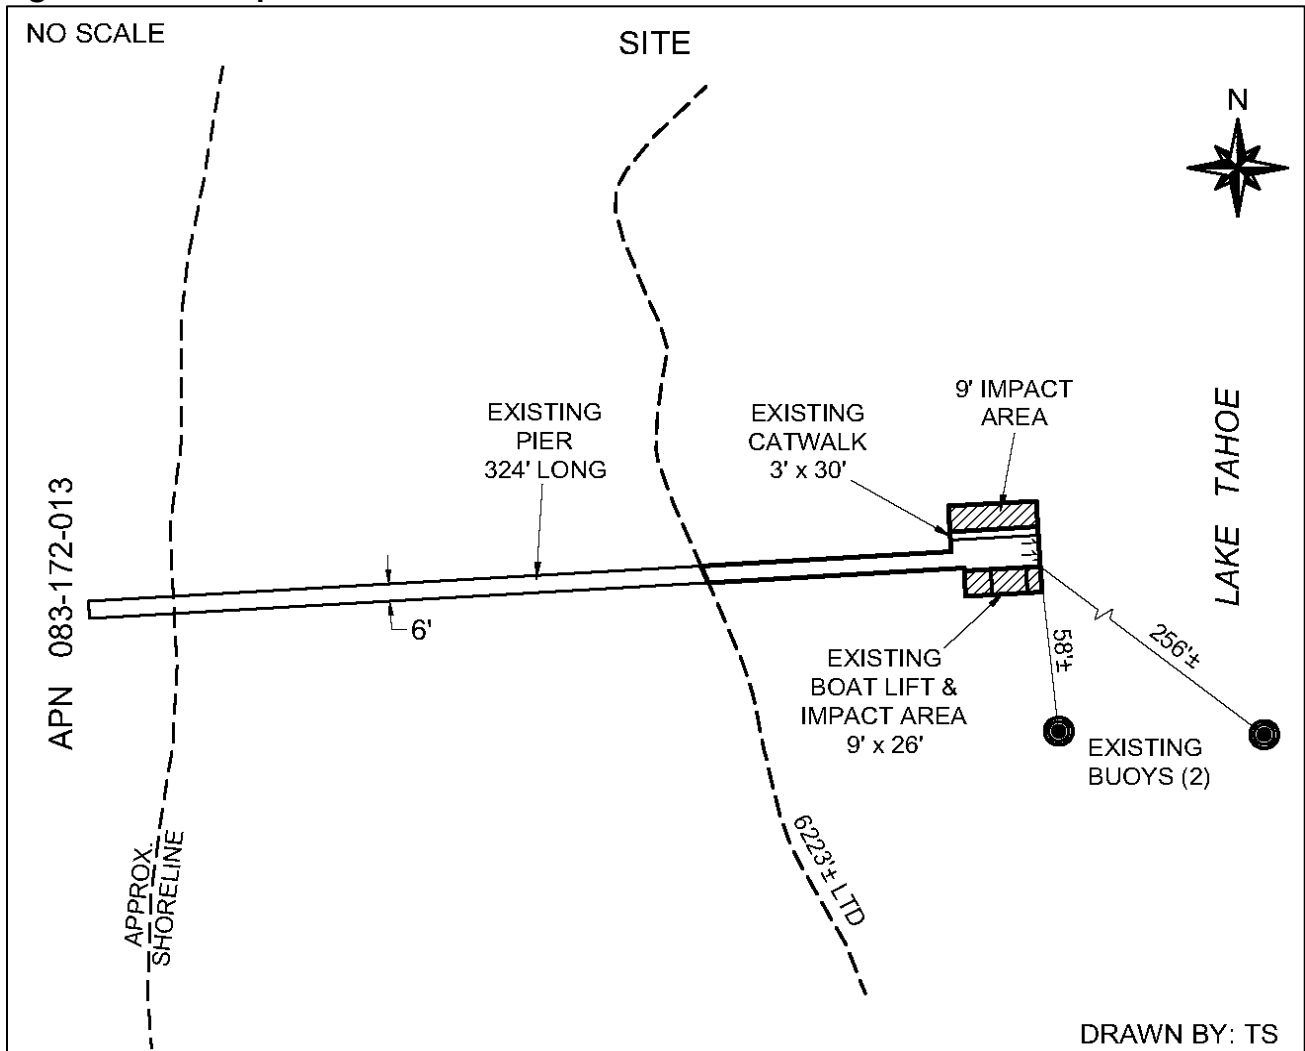 NO SCALE
SITE
N
9' IMPACT
AREA
EXISTING
PIER
324' LONG
EXISTING
CATWALK
3' x 30'
LAKE TAHOE
APN 083-172-013
6'
58'±
256'±
EXISTING
BOAT LIFT &
IMPACT AREA
9' x 26'
EXISTING
BUOYS (2)
6223'± LTD
APPROX.
SHORELINE
DRAWN BY: TS